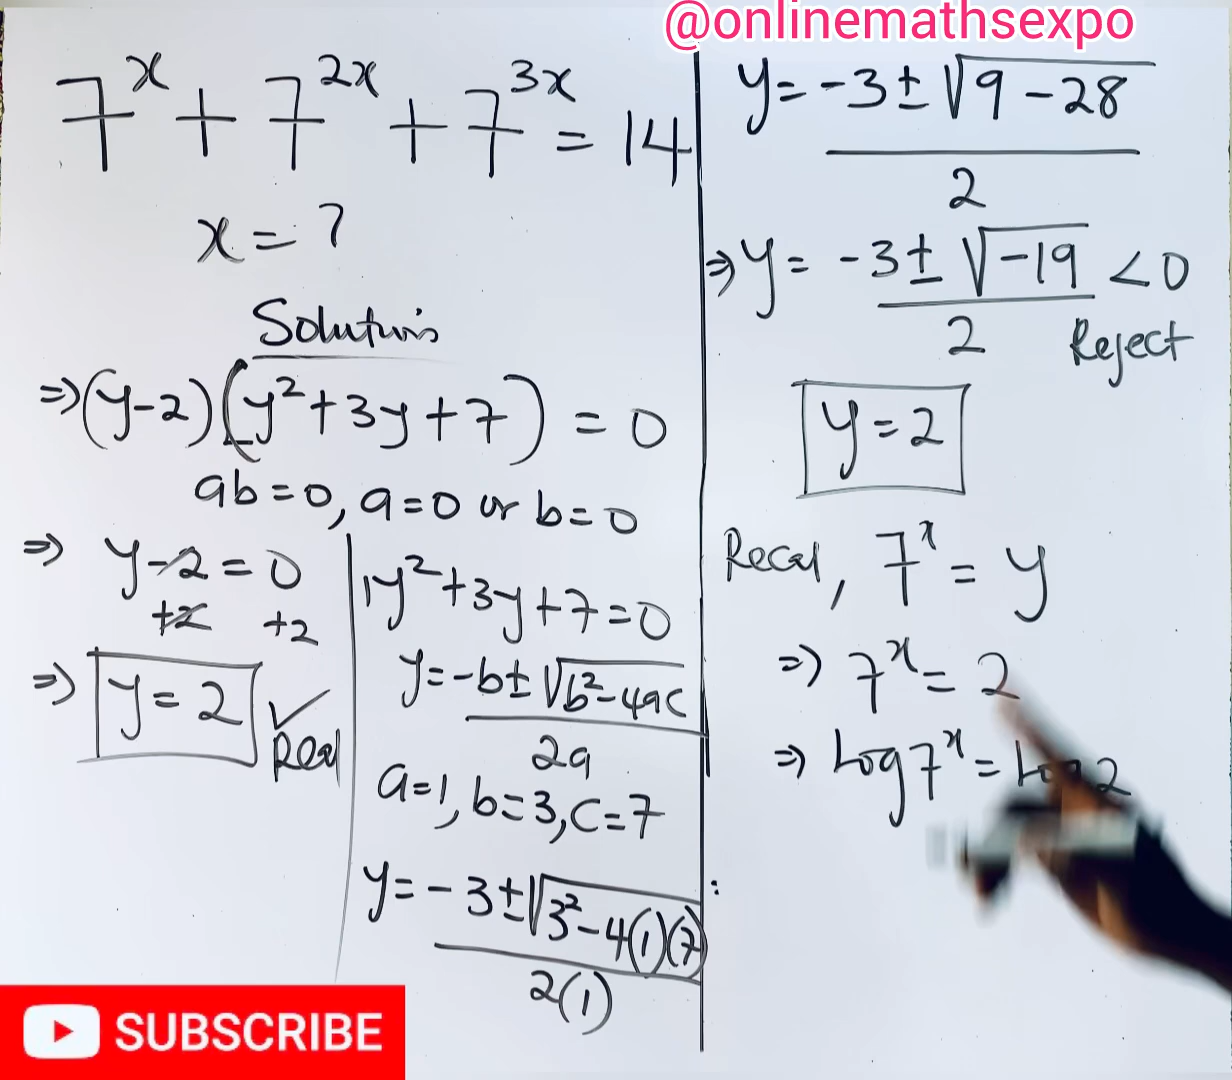 @onlinemathsexpo
7^x + 7^{2x} + 7^{3x} = 14
x = ?
Solutions
⇒ (y-2)(y²+3y+7) = 0
ab=0, a=0 or b=0
⇒ y-2=0
+2 +2
⇒ y=2 ✓
Real
1y²+3y+7=0
y = (-b±√(b²-4ac))/2a
a=1, b=3, c=7
y = (-3±√(3²-4(1)(7)))/2(1)
y = (-3±√(9-28))/2
⇒ y = (-3±√(-19))/2 < 0
Reject
y=2
Recal, 7^x = y
⇒ 7^x = 2
⇒ Log7^x = Log2
SUBSCRIBE